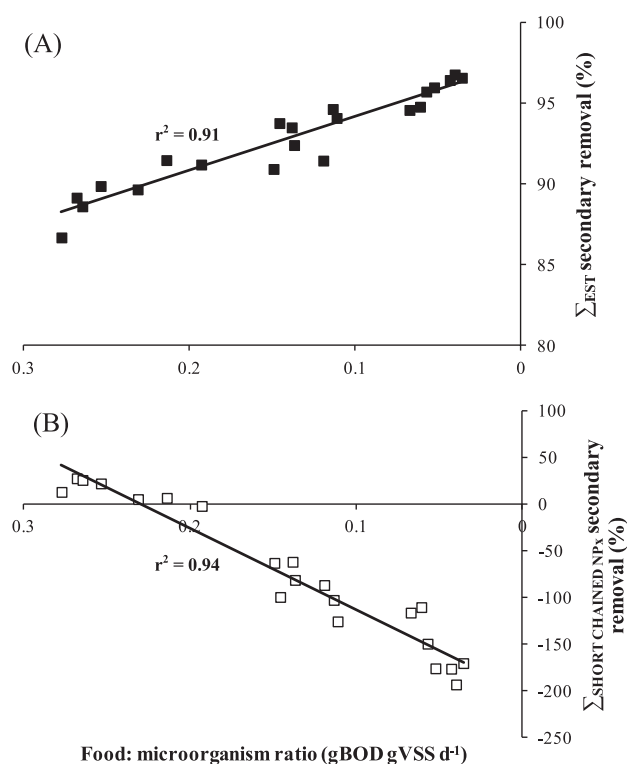 (A)
100
95
90
85
80
r² = 0.91
∑EST secondary removal (%)
0.3
0.2
0.1
0
(B)
100
50
0
-50
-100
-150
-200
-250
0.3
0.2
0.1
0
r² = 0.94
∑SHORT CHAINED NPx secondary
removal (%)
Food: microorganism ratio (gBOD gVSS d⁻¹)